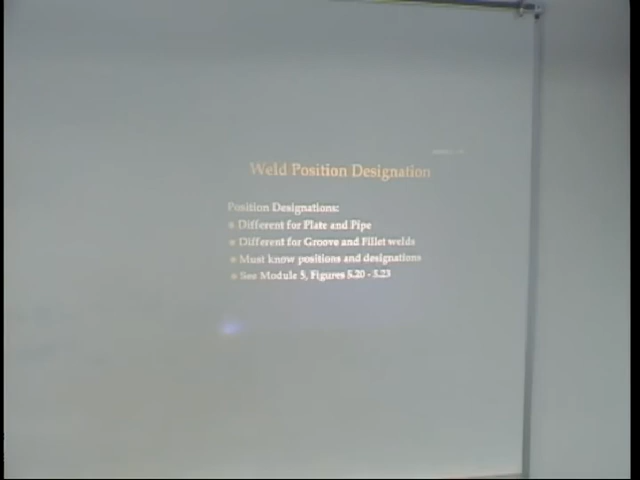 Weld Position Designation
Position Designations:
Different for Plate and Pipe
Different for Groove and Fillet welds
Must know positions and designations
See Module 5, Figures 5.20 - 5.23